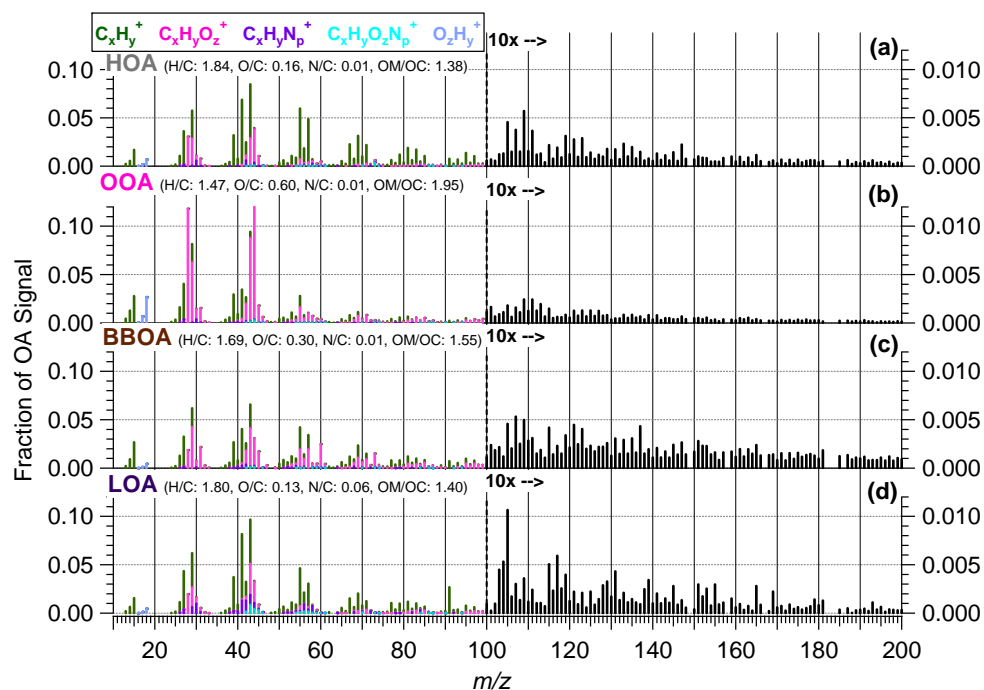 CxHy+ CxHyOz+ CxHyNp+ CxHyOzNp+ OzHy+
10x --> (a)
HOA (H/C: 1.84, O/C: 0.16, N/C: 0.01, OM/OC: 1.38)
0.10 0.010
0.05 0.005
0.00 0.000
OOA (H/C: 1.47, O/C: 0.60, N/C: 0.01, OM/OC: 1.95) 10x --> (b)
0.10 0.010
0.05 0.005
0.00 0.000
BBOA (H/C: 1.69, O/C: 0.30, N/C: 0.01, OM/OC: 1.55) 10x --> (c)
0.10 0.010
0.05 0.005
0.00 0.000
LOA (H/C: 1.80, O/C: 0.13, N/C: 0.06, OM/OC: 1.40) 10x --> (d)
0.10 0.010
0.05 0.005
0.00 0.000
Fraction of OA Signal
20 40 60 80 100 120 140 160 180 200
m/z